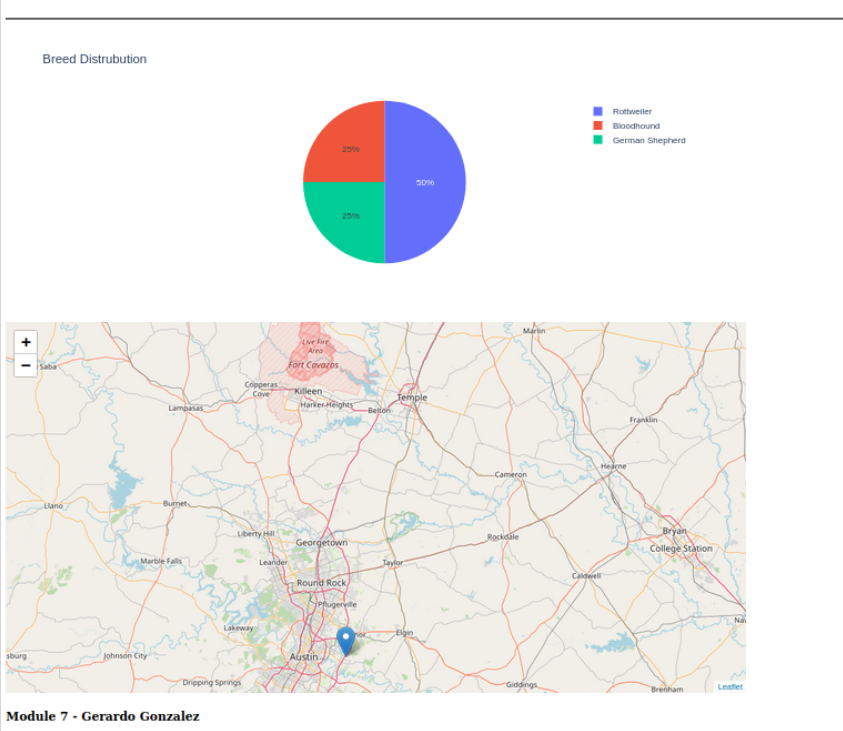 Breed Distrubution
Rottweiler
Bloodhound
German Shepherd
25%
50%
25%
+
−
Live Fire
Area
Fort Cavazos
Marlin
Saba
Copperas
Cove
Killeen
Harker-Heights
Belton
Temple
Lampasas
Franklin
Hearne
Cameron
Llano
Burnet
Liberty Hill
Georgetown
Rockdale
Bryan
College Station
Marble Falls
Leander
Taylor
Round Rock
Caldwell
Pflugerville
Nav
Lakeway
nor
Elgin
sburg
Johnson City
Austin
Dripping Springs
Giddings
Brenham
Leaflet
Module 7 - Gerardo Gonzalez